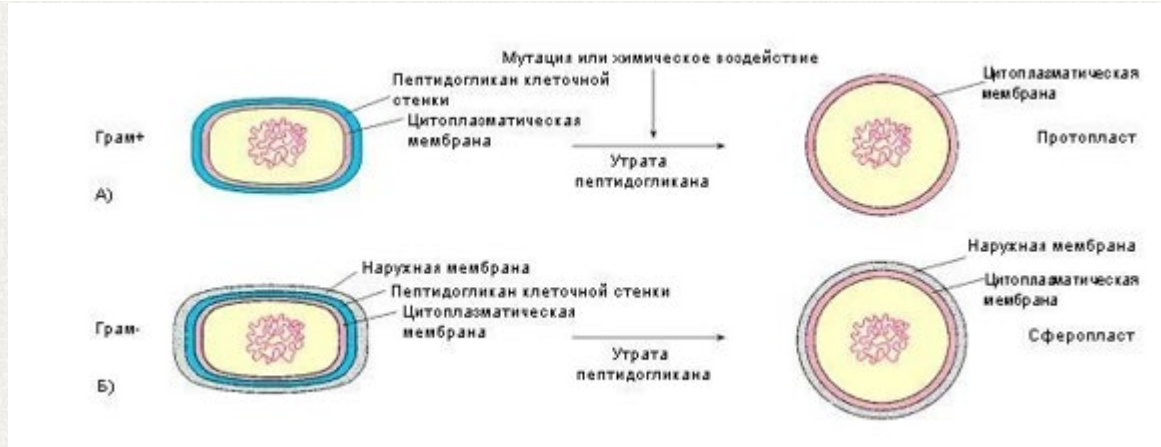 Мутация или химическое воздействие
Пептидогликан клеточной
стенки
Цитоплазматическая
мембрана
Грам+
Утрата
пептидогликана
Цитоплазматическая
мембрана
Протопласт
А)
Наружная мембрана
Пептидогликан клеточной стенки
Цитоплазматическая
мембрана
Грам-
Утрата
пептидогликана
Наружная мембрана
Цитоплазматическая
мембрана
Сферопласт
Б)